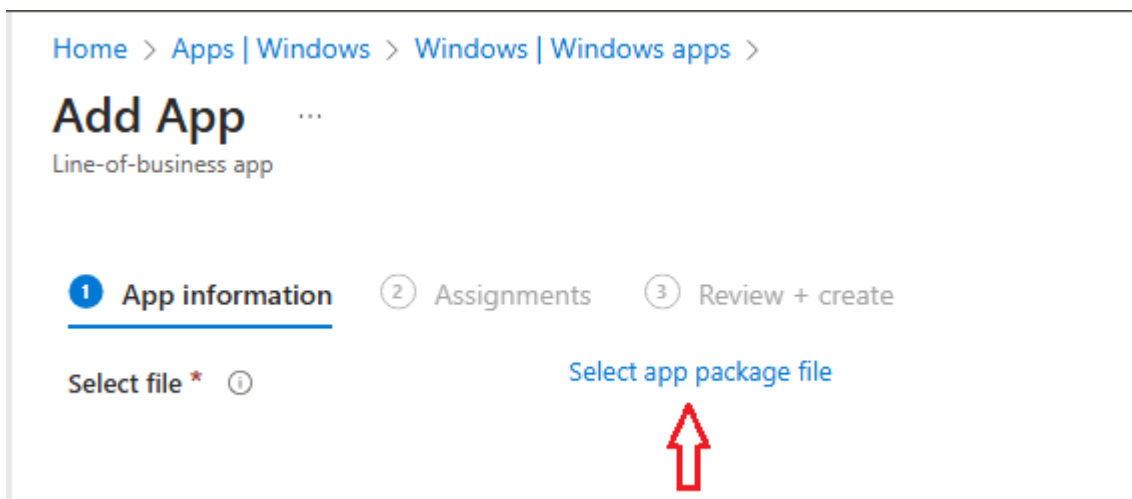 Home > Apps | Windows > Windows | Windows apps >
Add App ...
Line-of-business app
1 App information 2 Assignments 3 Review + create
Select file * Select app package file